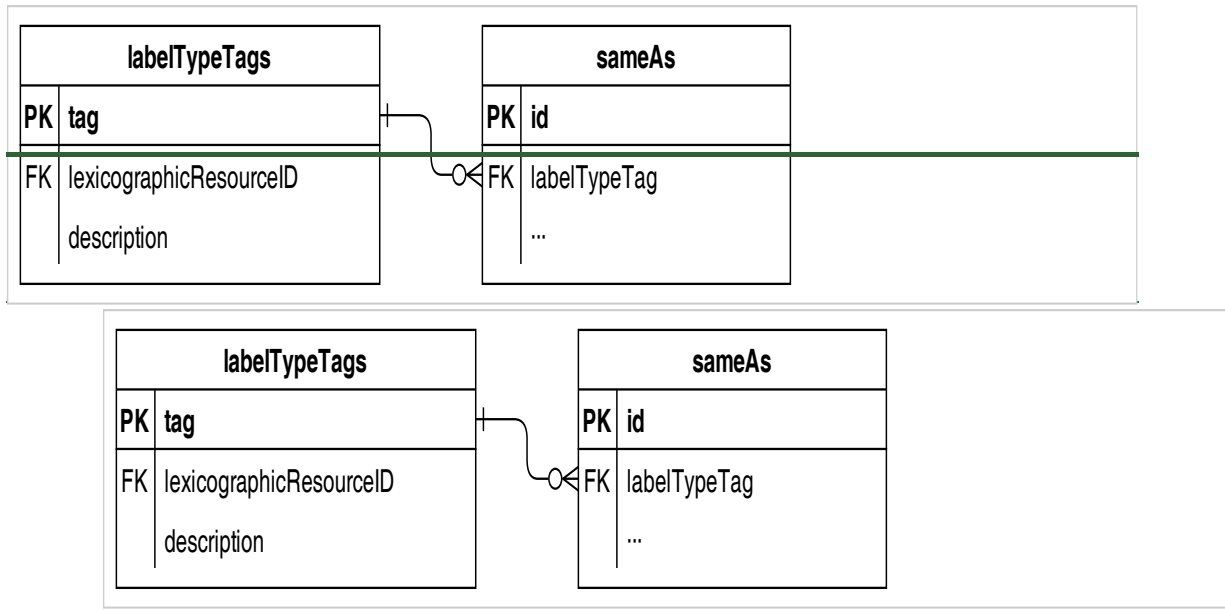 labelTypeTags sameAs
PK tag PK id
FK lexicographicResourceID FK labelTypeTag
description ...
labelTypeTags sameAs
PK tag PK id
FK lexicographicResourceID FK labelTypeTag
description ...